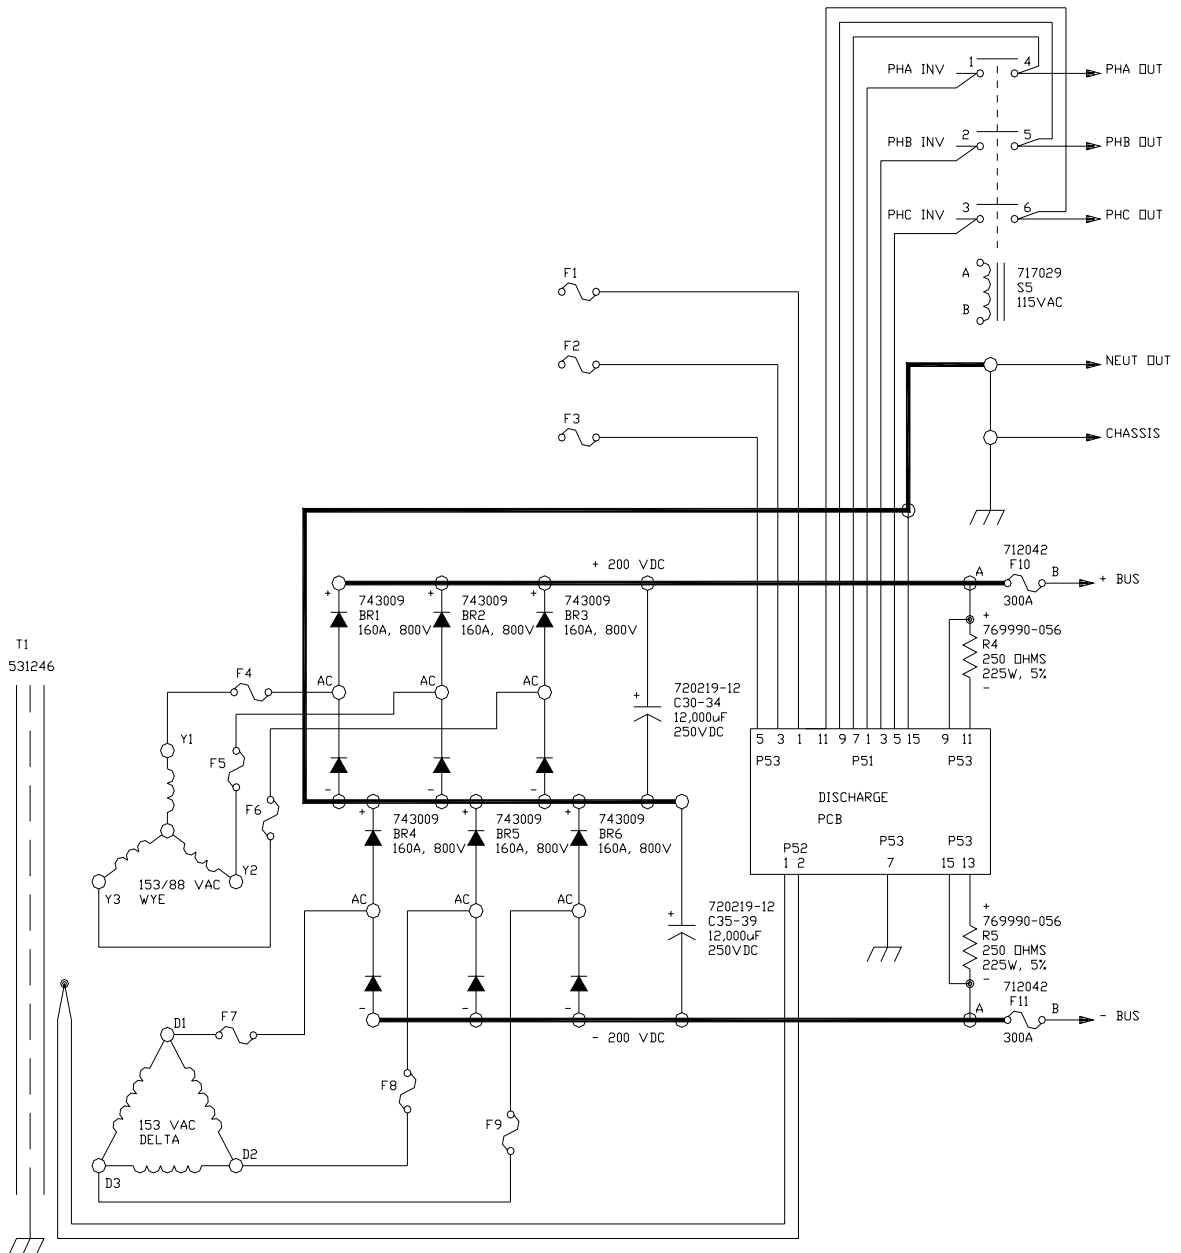 PHA INV
1
4
PHA OUT
PHB INV
2
5
PHB OUT
PHC INV
3
6
PHC OUT
A
B
717029
S5
115VAC
F1
F2
F3
NEUT OUT
CHASSIS
+ 200 VDC
712042
F10
300A
A
B
+ BUS
+
743009
BR1
160A, 800V
+
743009
BR2
160A, 800V
+
743009
BR3
160A, 800V
+
769990-056
R4
250 OHMS
225W, 5%
-
T1
531246
F4
AC
AC
AC
+
720219-12
C30-34
12,000uF
250VDC
Y1
F5
F6
-
-
-
5 3 1 11 9 7 1 3 5 15 9 11
P53
P51
P53
DISCHARGE
PCB
P52
1 2
P53
7
P53
15 13
+
743009
BR4
160A, 800V
+
743009
BR5
160A, 800V
+
743009
BR6
160A, 800V
Y3
Y2
153/88 VAC
WYE
AC
AC
AC
+
720219-12
C35-39
12,000uF
250VDC
+
769990-056
R5
250 OHMS
225W, 5%
-
-
-
-
712042
F11
300A
A
B
- BUS
- 200 VDC
D1
F7
F8
F9
153 VAC
DELTA
D2
D3